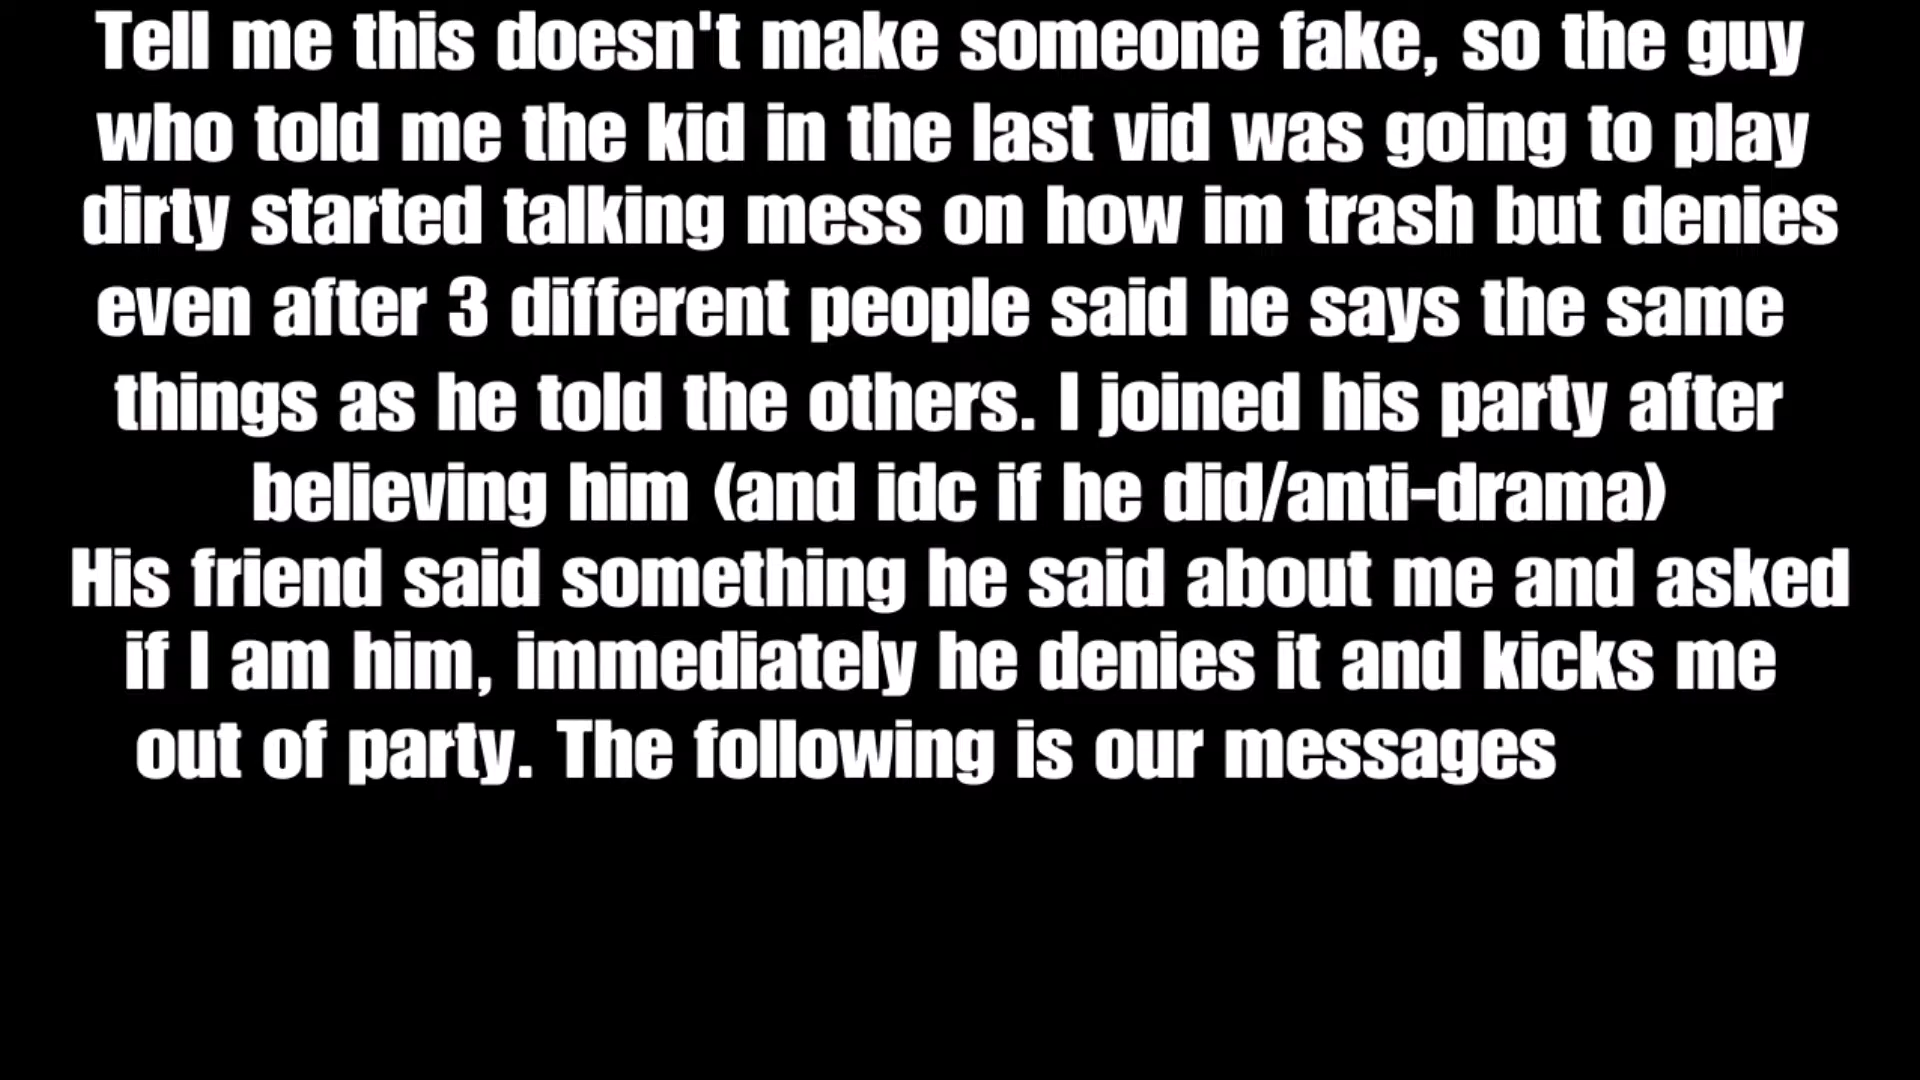 Tell me this doesn't make someone fake, so the guy
who told me the kid in the last vid was going to play
dirty started talking mess on how im trash but denies
even after 3 different people said he says the same
things as he told the others. I joined his party after
believing him (and idc if he did/anti-drama)
His friend said something he said about me and asked
if I am him, immediately he denies it and kicks me
out of party. The following is our messages